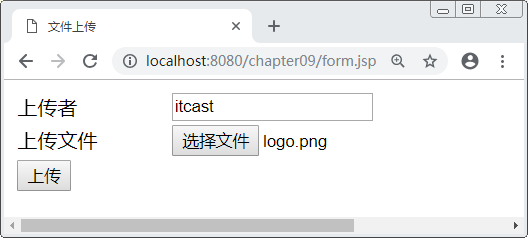 文件上传
localhost:8080/chapter09/form.jsp
上传者 itcast
上传文件 选择文件 logo.png
上传